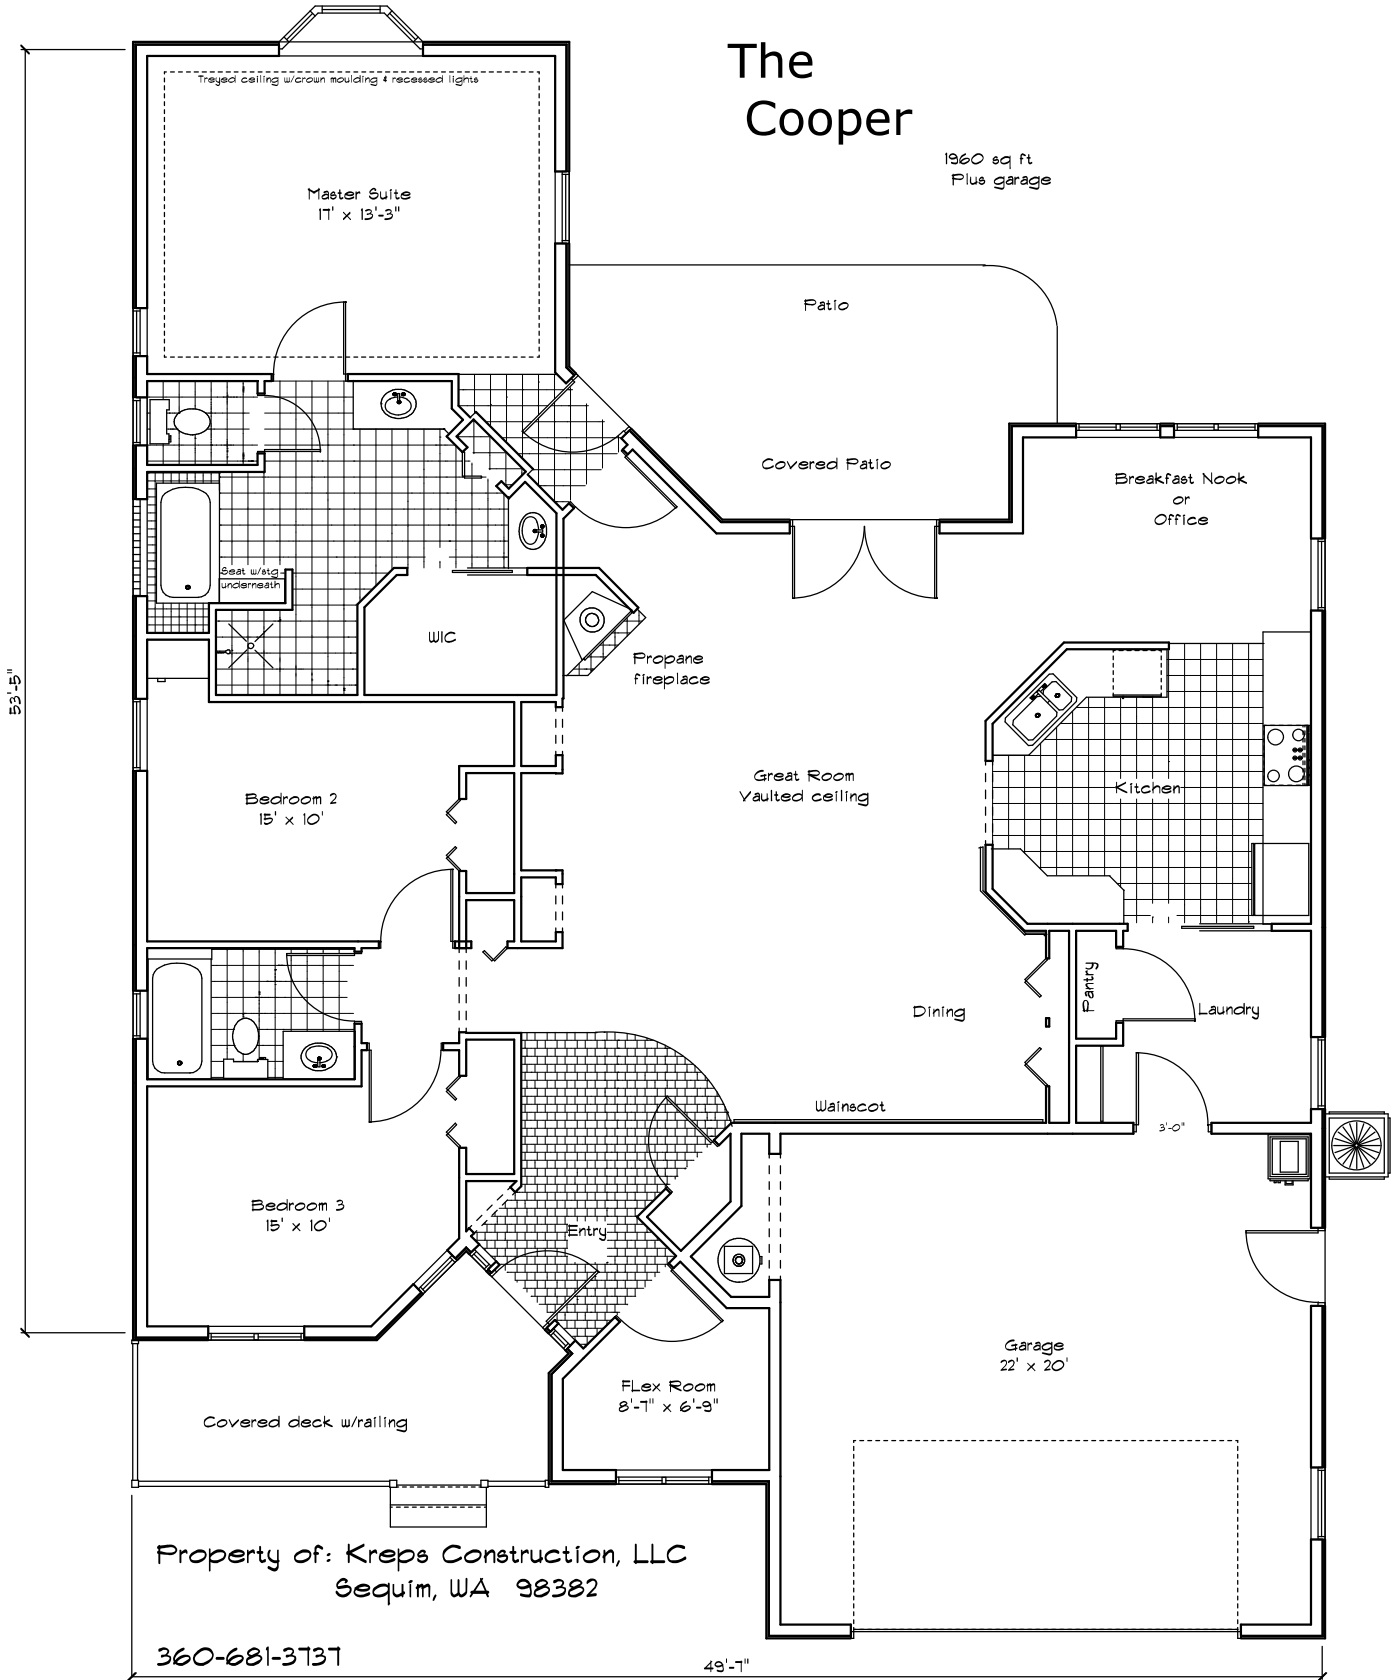 The
Cooper
1960 sq ft
Plus garage
Treyed ceiling w/crown moulding & recessed lights
Master Suite
17' x 13'-3"
Patio
Covered Patio
Breakfast Nook
or
Office
Seat w/stg
underneath
WIC
Propane
fireplace
53'-5"
Great Room
Vaulted ceiling
Kitchen
Bedroom 2
15' x 10'
Pantry
Dining
Laundry
Wainscot
3'-0"
Bedroom 3
15' x 10'
Entry
Garage
22' x 20'
FLex Room
8'-7" x 6'-9"
Covered deck w/railing
Property of: Kreps Construction, LLC
Sequim, WA 98382
360-681-3737
49'-7"